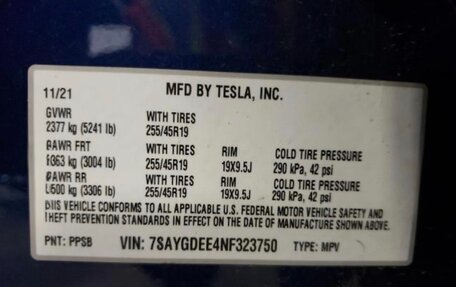 11/21 MFD BY TESLA, INC.
GVWR WITH TIRES
2377 kg (5241 lb) 255/45R19
GAWR FRT WITH TIRES RIM COLD TIRE PRESSURE
1363 kg (3004 lb) 255/45R19 19X9.5J 290 kPa, 42 psi
GAWR RR WITH TIRES RIM COLD TIRE PRESSURE
1500 kg (3306 lb) 255/45R19 19X9.5J 290 kPa, 42 psi
THIS VEHICLE CONFORMS TO ALL APPLICABLE U.S. FEDERAL MOTOR VEHICLE SAFETY AND
THEFT PREVENTION STANDARDS IN EFFECT ON THE DATE OF MANUFACTURE SHOWN ABOVE.
PNT: PPSB VIN: 7SAYGDEE4NF323750 TYPE: MPV